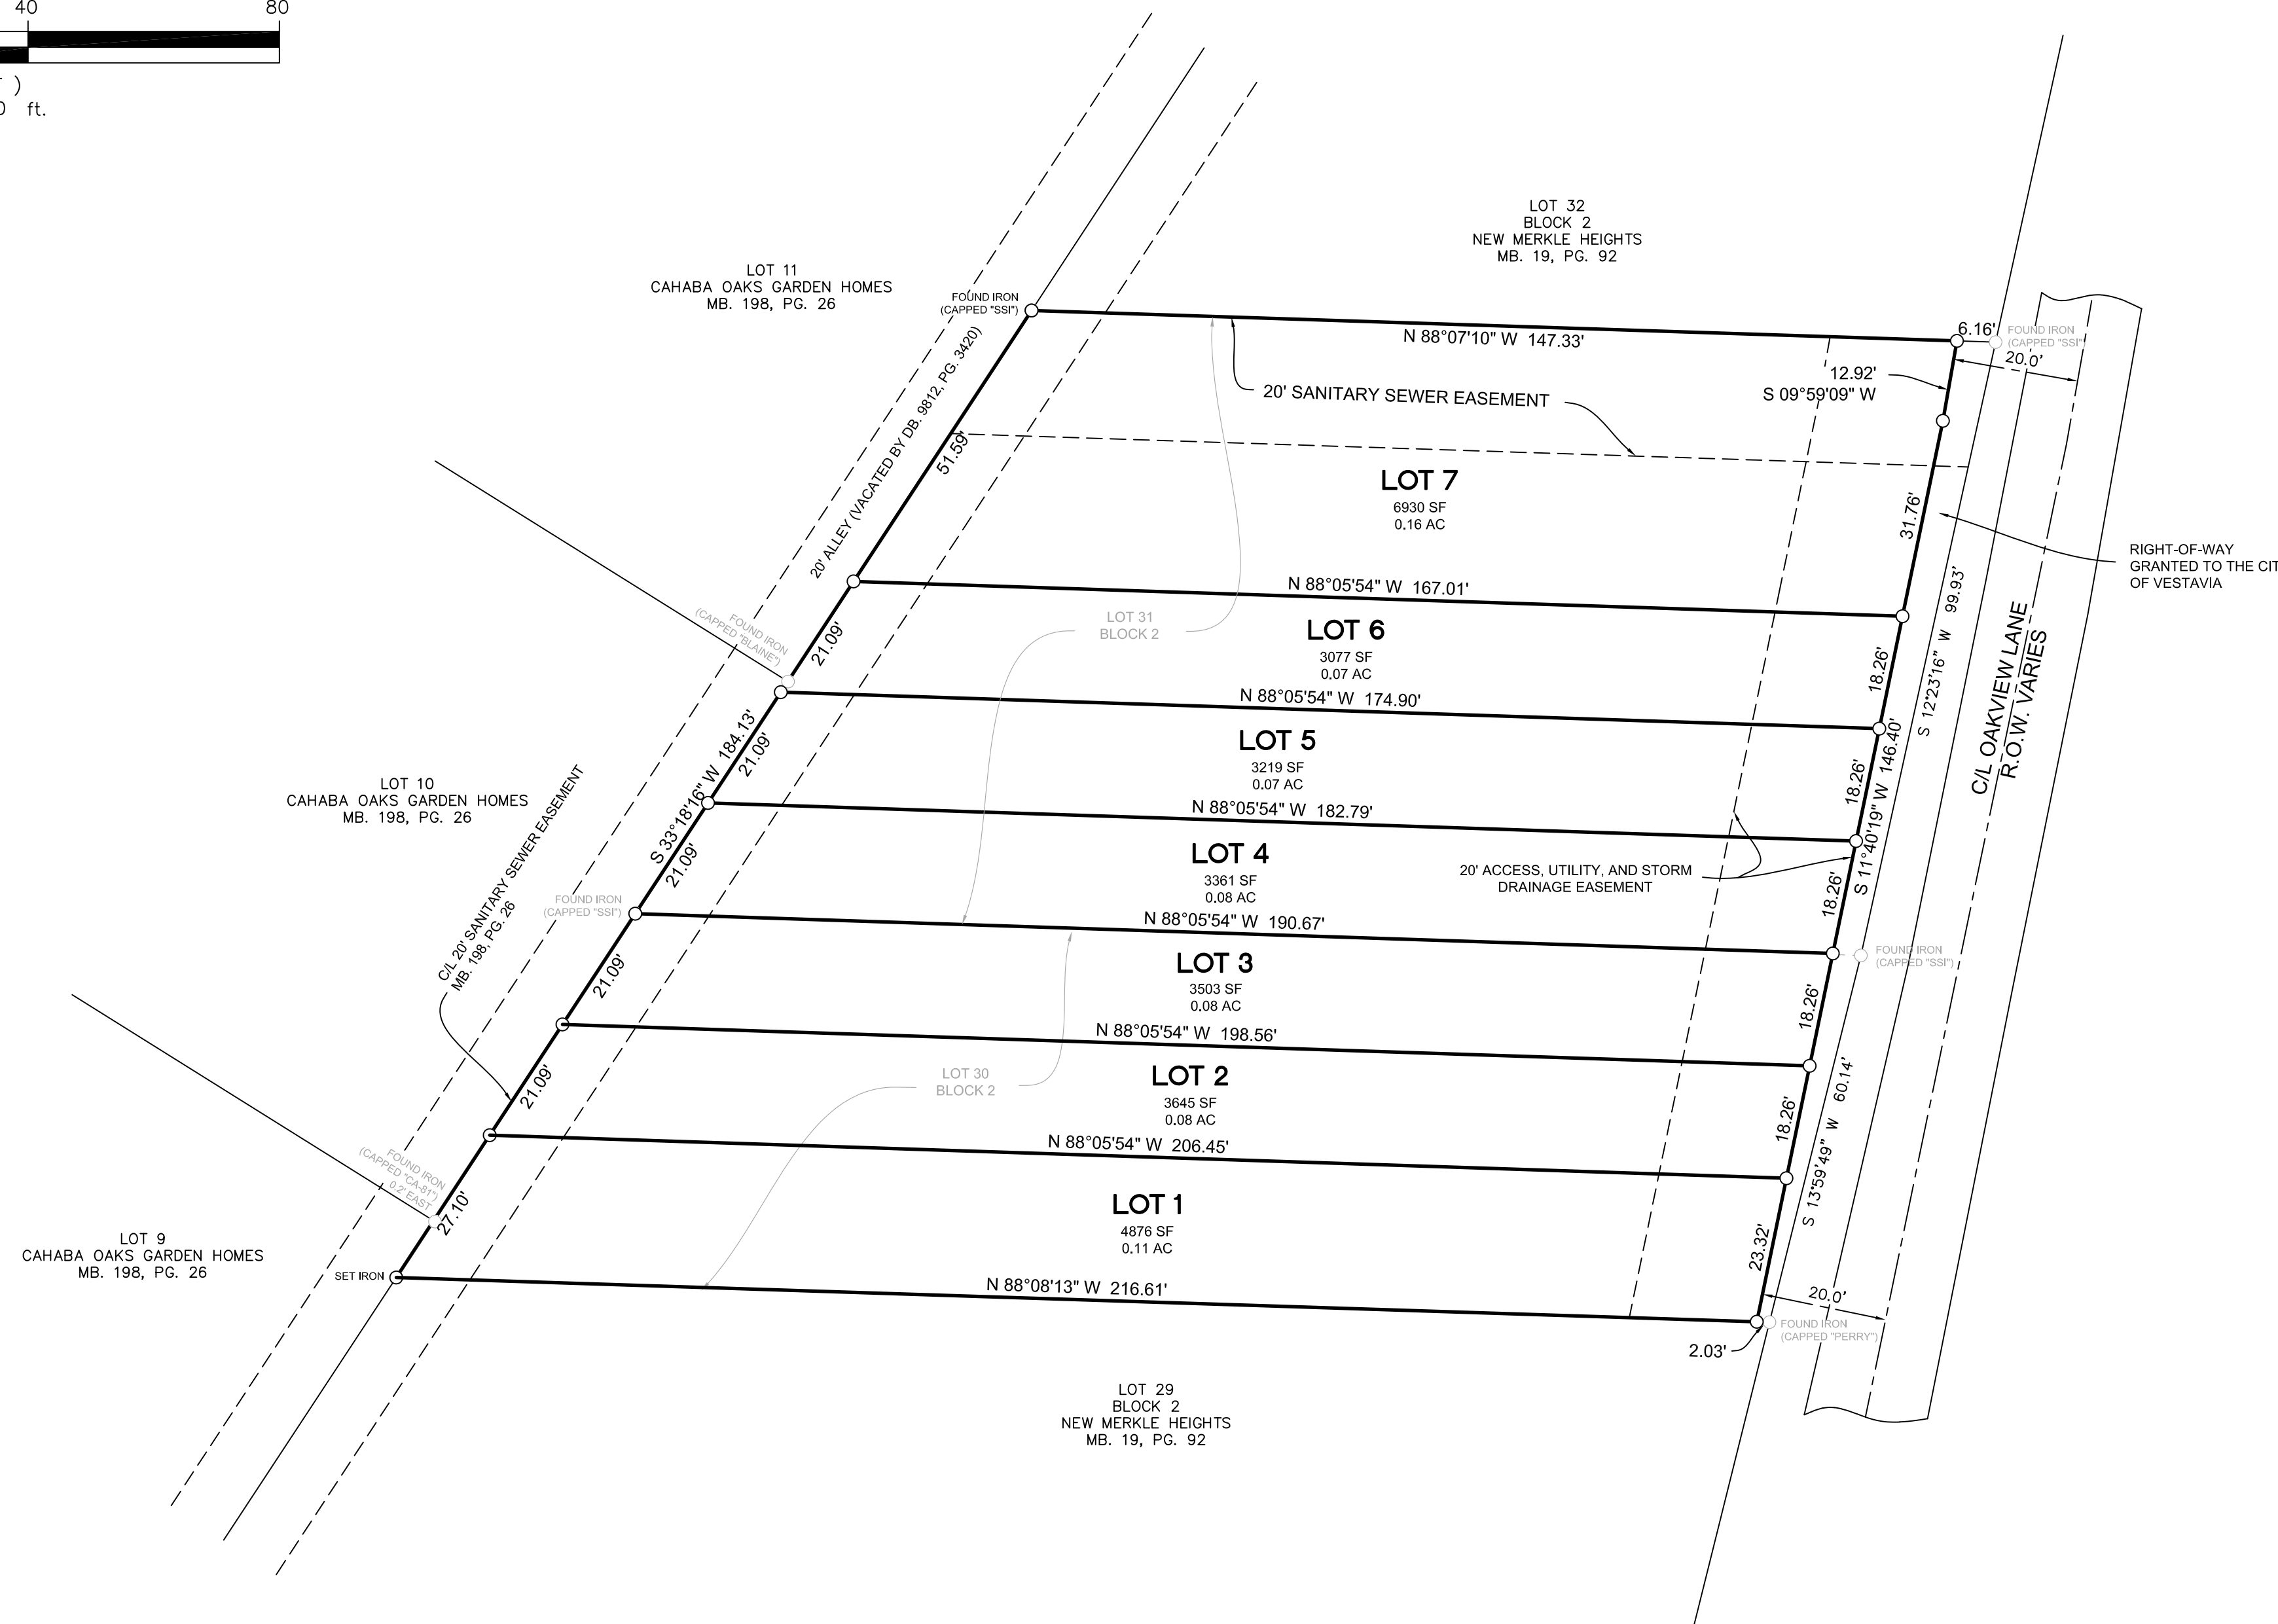 40 80
)
ft.
LOT 32
BLOCK 2
NEW MERKLE HEIGHTS
MB. 19, PG. 92
LOT 11
CAHABA OAKS GARDEN HOMES
MB. 198, PG. 26
FOUND IRON
(CAPPED "SSI")
20' ALLEY (VACATED BY DB. 9812, PG. 3420)
N 88°07'10" W 147.33'
6.16'
FOUND IRON
(CAPPED "SSI"
20.0'
12.92'
S 09°59'09" W
20' SANITARY SEWER EASEMENT
51.59'
LOT 7
6930 SF
0.16 AC
31.76'
RIGHT-OF-WAY
GRANTED TO THE CIT
OF VESTAVIA
S 12°23'16" W 99.93'
C/L OAKVIEW LANE
R.O.W. VARIES
N 88°05'54" W 167.01'
LOT 31
BLOCK 2
FOUND IRON
(CAPPED "BLAINE")
21.09'
LOT 6
3077 SF
0.07 AC
18.26'
N 88°05'54" W 174.90'
S 33°18'16" W 184.13'
21.09'
LOT 5
3219 SF
0.07 AC
18.26'
S 11°40'19" W 146.40'
N 88°05'54" W 182.79'
LOT 10
CAHABA OAKS GARDEN HOMES
MB. 198, PG. 26
21.09'
LOT 4
3361 SF
0.08 AC
20' ACCESS, UTILITY, AND STORM
DRAINAGE EASEMENT
18.26'
C/L 20' SANITARY SEWER EASEMENT
MB. 198, PG. 26
FOUND IRON
(CAPPED "SSI")
N 88°05'54" W 190.67'
FOUND IRON
(CAPPED "SSI")
21.09'
LOT 3
3503 SF
0.08 AC
18.26'
N 88°05'54" W 198.56'
S 13°59'49" W 60.14'
LOT 30
BLOCK 2
21.09'
LOT 2
3645 SF
0.08 AC
18.26'
N 88°05'54" W 206.45'
FOUND IRON
(CAPPED "CA-81")
0.2' EAST
27.10'
LOT 1
4876 SF
0.11 AC
23.32'
LOT 9
CAHABA OAKS GARDEN HOMES
MB. 198, PG. 26
SET IRON
N 88°08'13" W 216.61'
20.0'
FOUND IRON
(CAPPED "PERRY")
2.03'
LOT 29
BLOCK 2
NEW MERKLE HEIGHTS
MB. 19, PG. 92